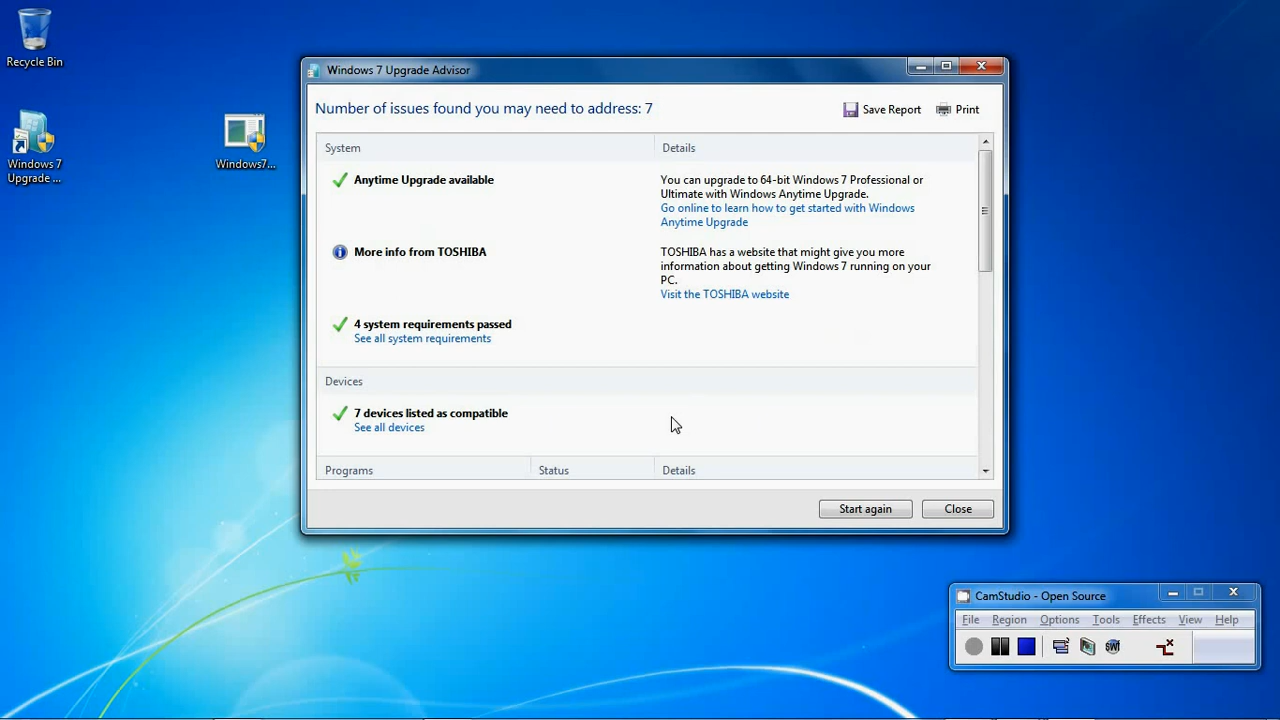 Recycle Bin
Windows 7
Upgrade ...
Windows7...
Windows 7 Upgrade Advisor
Number of issues found you may need to address: 7
Save Report
Print
System
Details
Anytime Upgrade available
You can upgrade to 64-bit Windows 7 Professional or
Ultimate with Windows Anytime Upgrade.
Go online to learn how to get started with Windows
Anytime Upgrade
More info from TOSHIBA
TOSHIBA has a website that might give you more
information about getting Windows 7 running on your
PC.
Visit the TOSHIBA website
4 system requirements passed
See all system requirements
Devices
7 devices listed as compatible
See all devices
Programs
Status
Details
Start again
Close
CamStudio - Open Source
File Region Options Tools Effects View Help
SWF